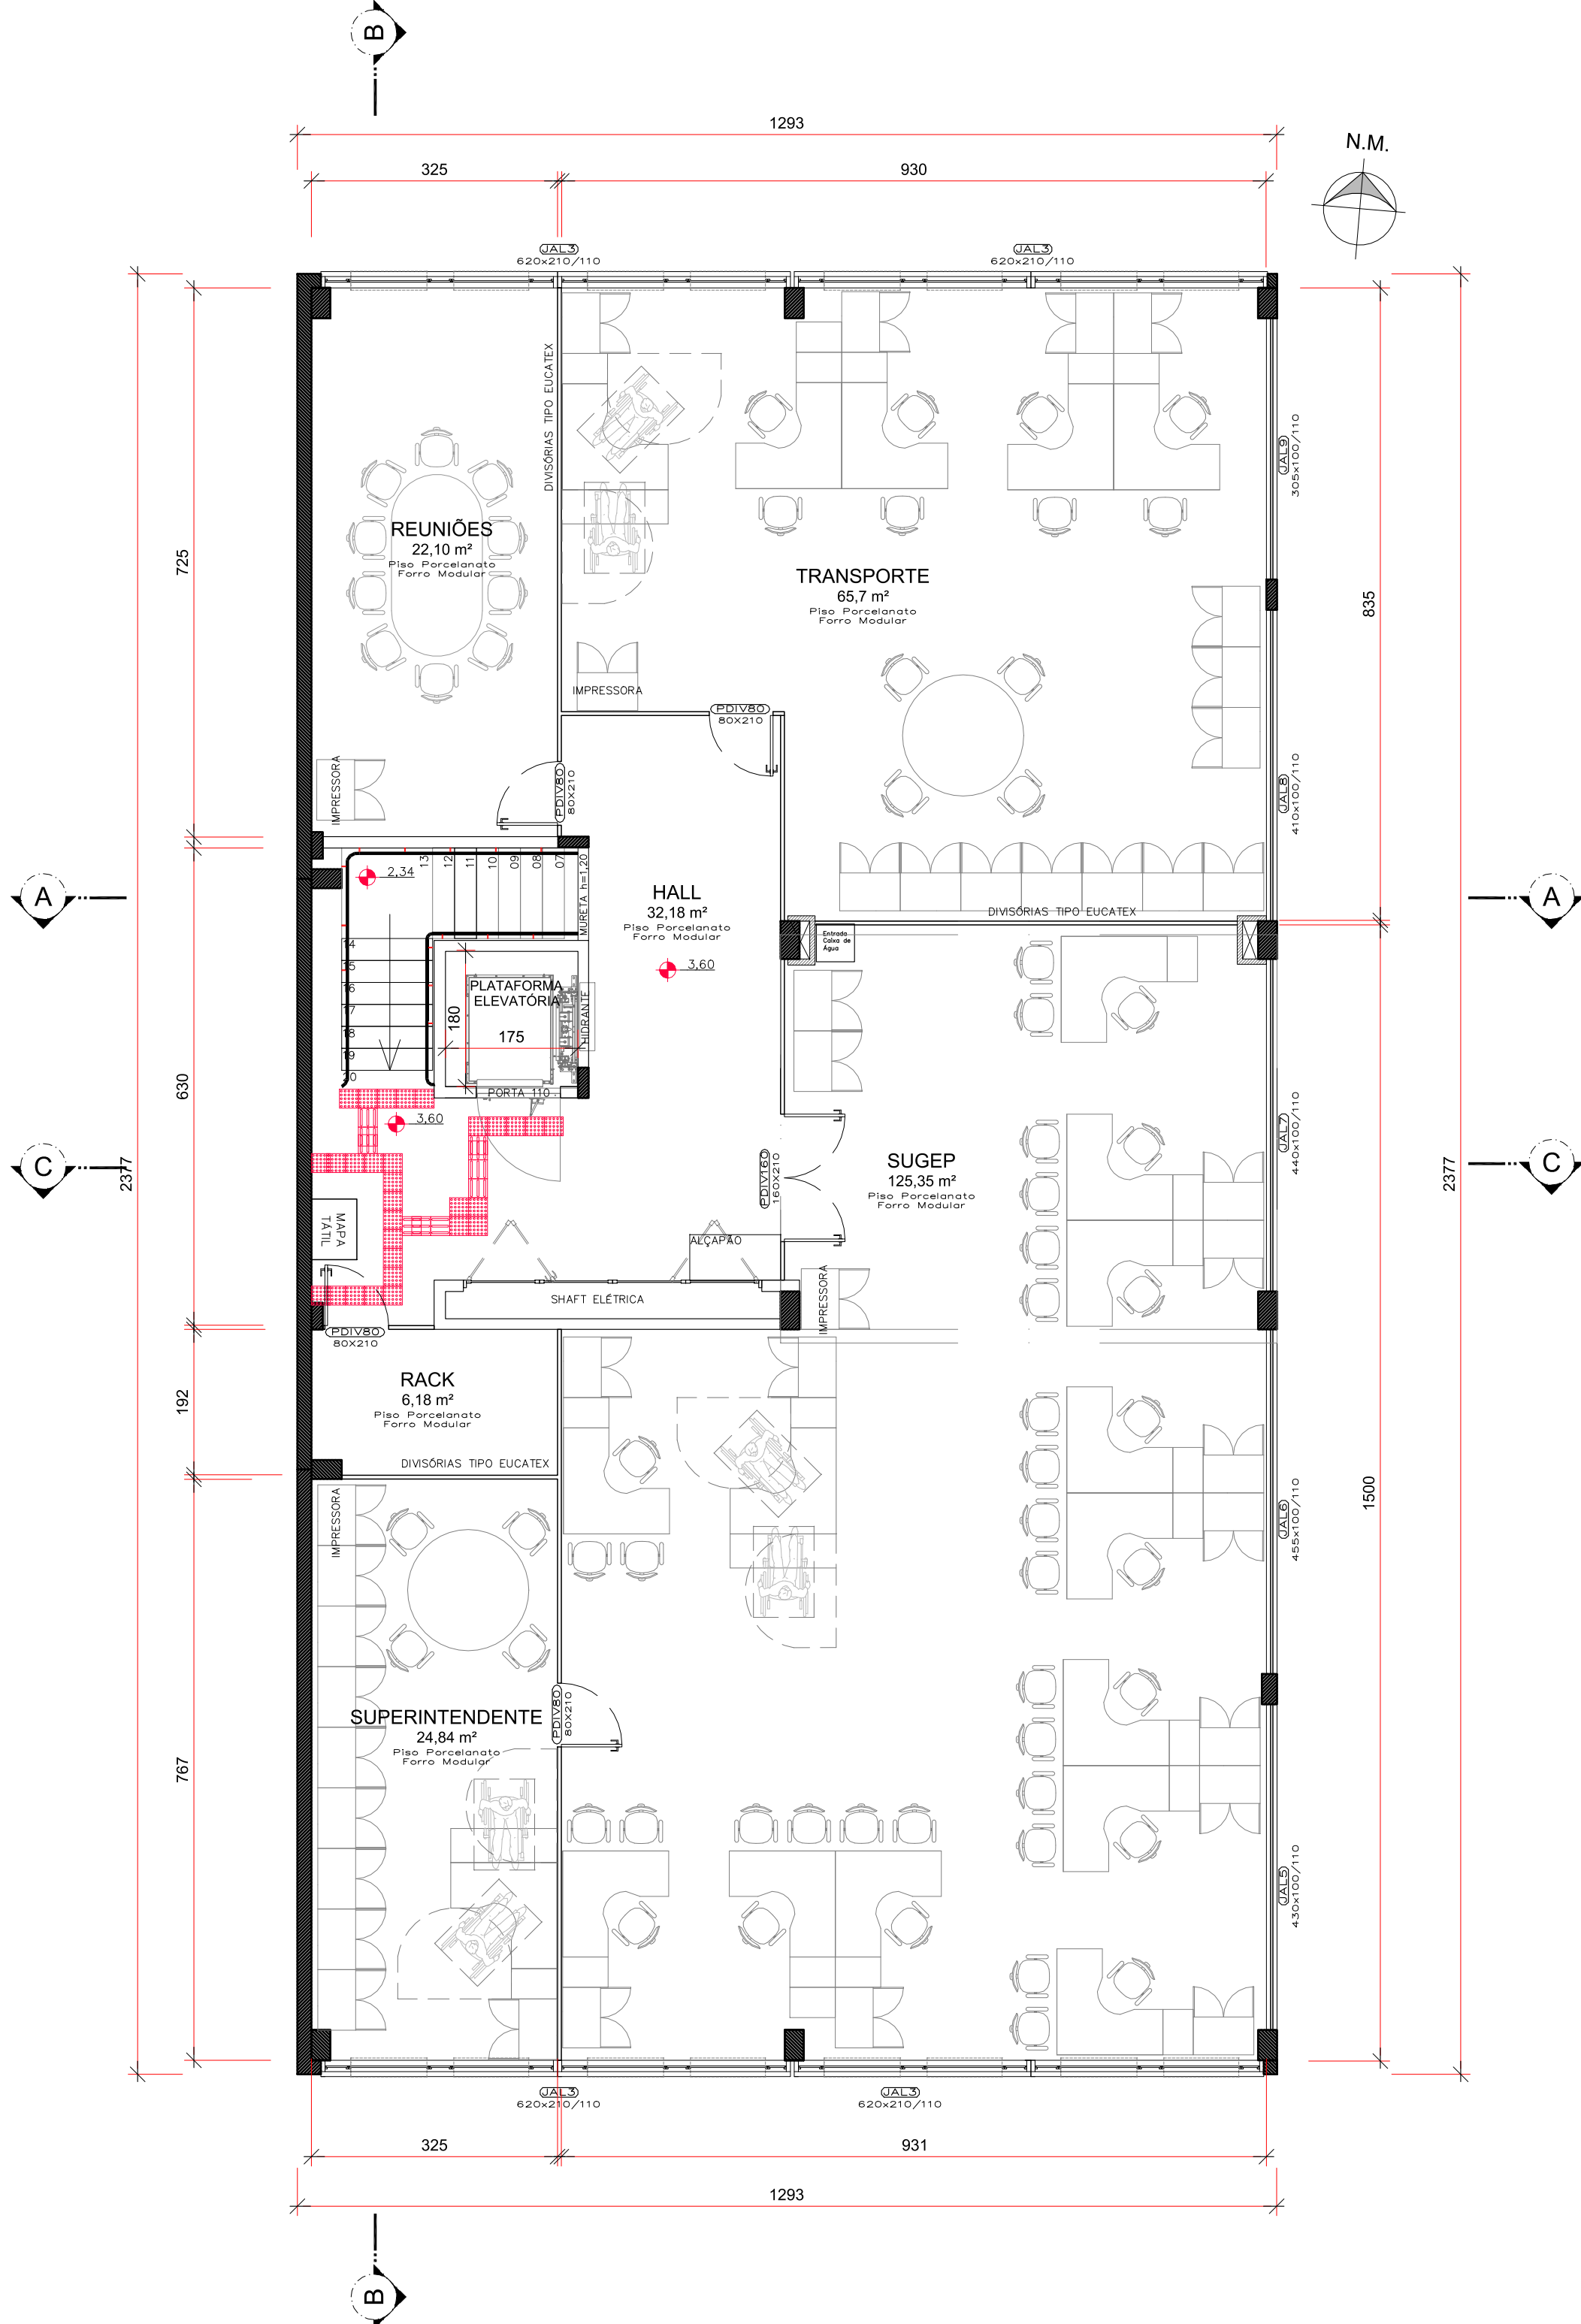 B
1293
N.M.
325
930
JAL3
620x210/110
JAL3
620x210/110
DIVISÓRIAS TIPO EUCATEX
JAL9
305x100/110
REUNIÕES
22,10 m²
Piso Porcelanato
Forro Modular
725
TRANSPORTE
65,7 m²
Piso Porcelanato
Forro Modular
835
IMPRESSORA
PDIV80
80X210
IMPRESSORA
PDIV80
80X210
JAL8
410x100/110
13
12
11
10
09
08
07
2,34
MURETA h=1,20
HALL
32,18 m²
Piso Porcelanato
Forro Modular
3,60
DIVISÓRIAS TIPO EUCATEX
A
A
Entrada
Caixa de
Água
14
15
16
17
18
19
20
PLATAFORMA
ELEVATÓRIA
180
175
HIDRANTE
PORTA 110
630
3,60
JAL7
440x100/110
C
C
2377
2377
PDIV160
160X210
SUGEP
125,35 m²
Piso Porcelanato
Forro Modular
MAPA
TÁTIL
ALÇAPÃO
SHAFT ELÉTRICA
IMPRESSORA
PDIV80
80X210
RACK
6,18 m²
Piso Porcelanato
Forro Modular
192
DIVISÓRIAS TIPO EUCATEX
IMPRESSORA
1500
JAL6
455x100/110
SUPERINTENDENTE
24,84 m²
Piso Porcelanato
Forro Modular
PDIV80
80X210
767
JAL5
430x100/110
JAL3
620x210/110
JAL3
620x210/110
325
931
1293
B